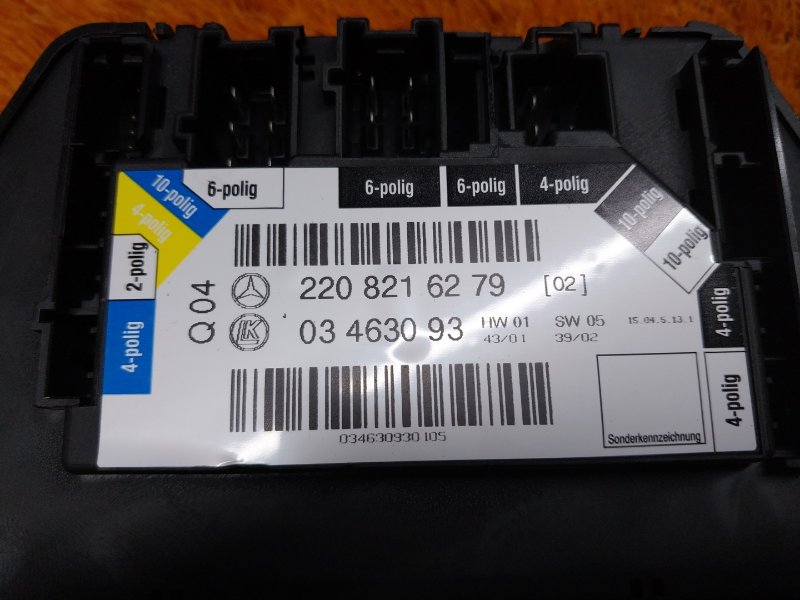 10-polig
6-polig
6-polig
6-polig
4-polig
10-polig
10-polig
4-polig
2-polig
4-polig
4-polig
4-polig
Q 04
220 821 62 79 [02]
LK
03 4630 93 HW 01 SW 05 15.04.5.13.1
43/01 39/02
034630930105
Sonderkennzeichnung